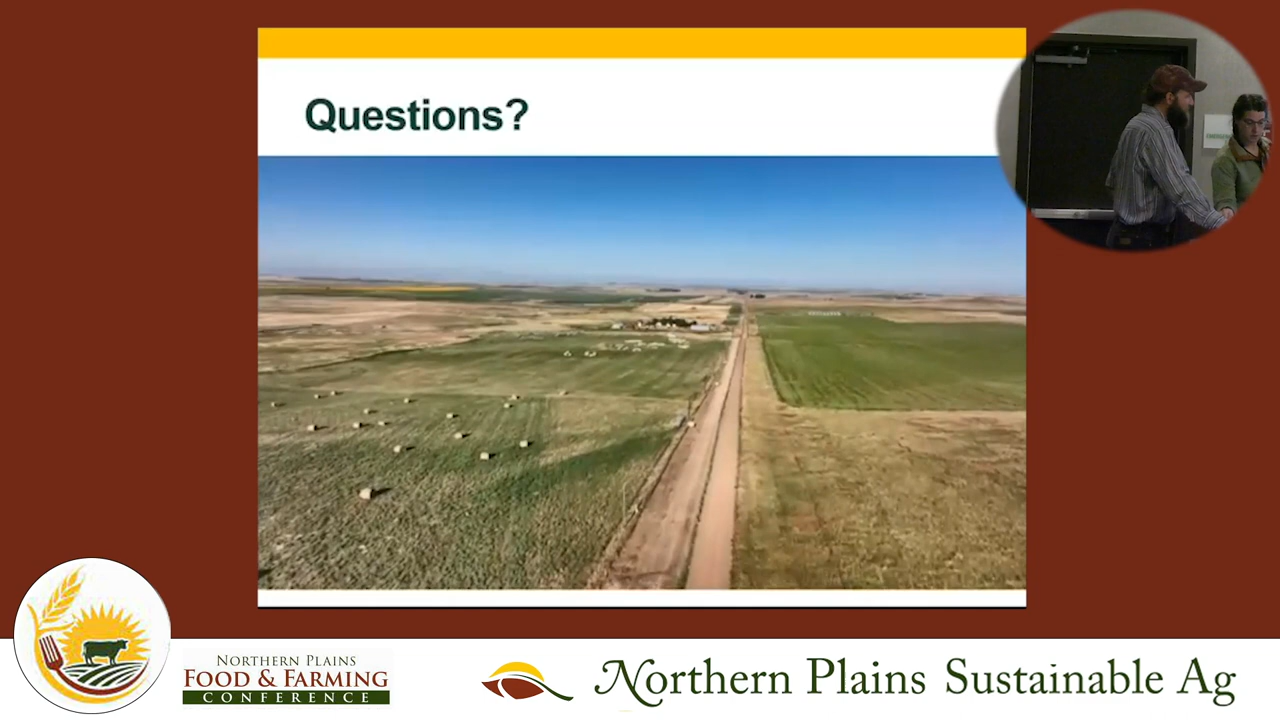 Questions?
NORTHERN PLAINS
FOOD & FARMING
CONFERENCE
Northern Plains Sustainable Ag